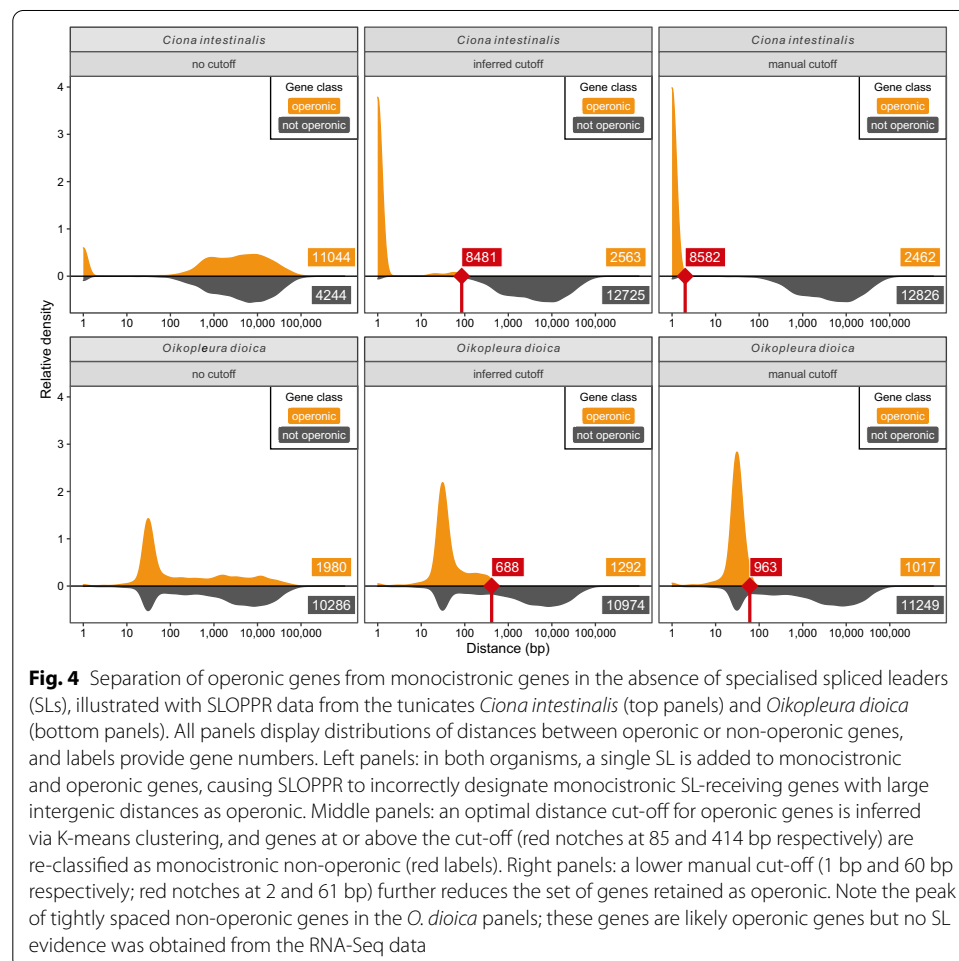 Ciona intestinalis
Ciona intestinalis
Ciona intestinalis
no cutoff
inferred cutoff
manual cutoff
Gene class
operonic
not operonic
Gene class
operonic
not operonic
Gene class
operonic
not operonic
4
3
2
1
0
11044
4244
8481
2563
12725
8582
2462
12826
1 10 100 1,000 10,000 100,000
1 10 100 1,000 10,000 100,000
1 10 100 1,000 10,000 100,000
Relative density
Oikopleura dioica
Oikopleura dioica
Oikopleura dioica
no cutoff
inferred cutoff
manual cutoff
Gene class
operonic
not operonic
Gene class
operonic
not operonic
Gene class
operonic
not operonic
4
3
2
1
0
1980
10286
688
1292
10974
963
1017
11249
1 10 100 1,000 10,000 100,000
1 10 100 1,000 10,000 100,000
1 10 100 1,000 10,000 100,000
Distance (bp)
Fig. 4 Separation of operonic genes from monocistronic genes in the absence of specialised spliced leaders
(SLs), illustrated with SLOPPR data from the tunicates Ciona intestinalis (top panels) and Oikopleura dioica
(bottom panels). All panels display distributions of distances between operonic or non-operonic genes,
and labels provide gene numbers. Left panels: in both organisms, a single SL is added to monocistronic
and operonic genes, causing SLOPPR to incorrectly designate monocistronic SL-receiving genes with large
intergenic distances as operonic. Middle panels: an optimal distance cut-off for operonic genes is inferred
via K-means clustering, and genes at or above the cut-off (red notches at 85 and 414 bp respectively) are
re-classified as monocistronic non-operonic (red labels). Right panels: a lower manual cut-off (1 bp and 60 bp
respectively; red notches at 2 and 61 bp) further reduces the set of genes retained as operonic. Note the peak
of tightly spaced non-operonic genes in the O. dioica panels; these genes are likely operonic genes but no SL
evidence was obtained from the RNA-Seq data